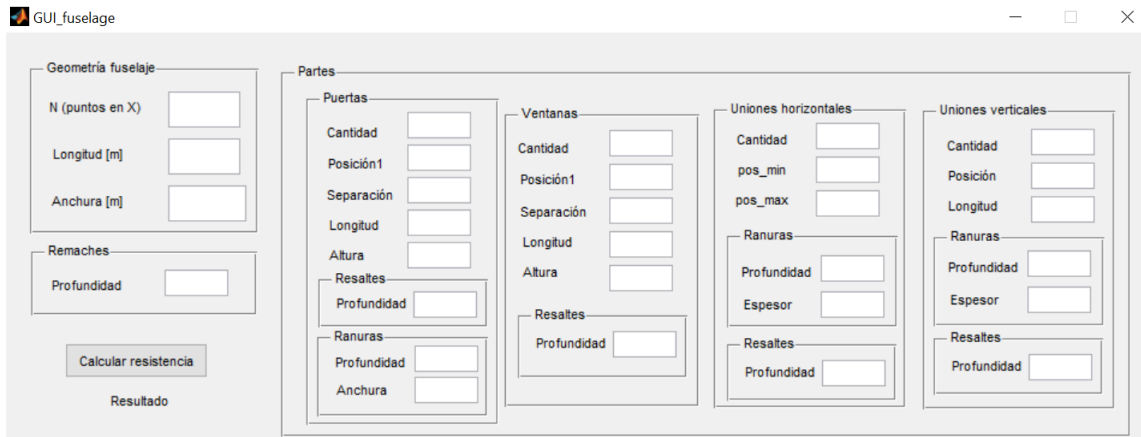 GUI_fuselage
Geometría fuselaje
N (puntos en X)
Longitud [m]
Anchura [m]
Remaches
Profundidad
Calcular resistencia
Resultado
Partes
Puertas
Cantidad
Posición1
Separación
Longitud
Altura
Resaltes
Profundidad
Ranuras
Profundidad
Anchura
Ventanas
Cantidad
Posición1
Separación
Longitud
Altura
Resaltes
Profundidad
Uniones horizontales
Cantidad
pos_min
pos_max
Ranuras
Profundidad
Espesor
Resaltes
Profundidad
Uniones verticales
Cantidad
Posición
Longitud
Ranuras
Profundidad
Espesor
Resaltes
Profundidad